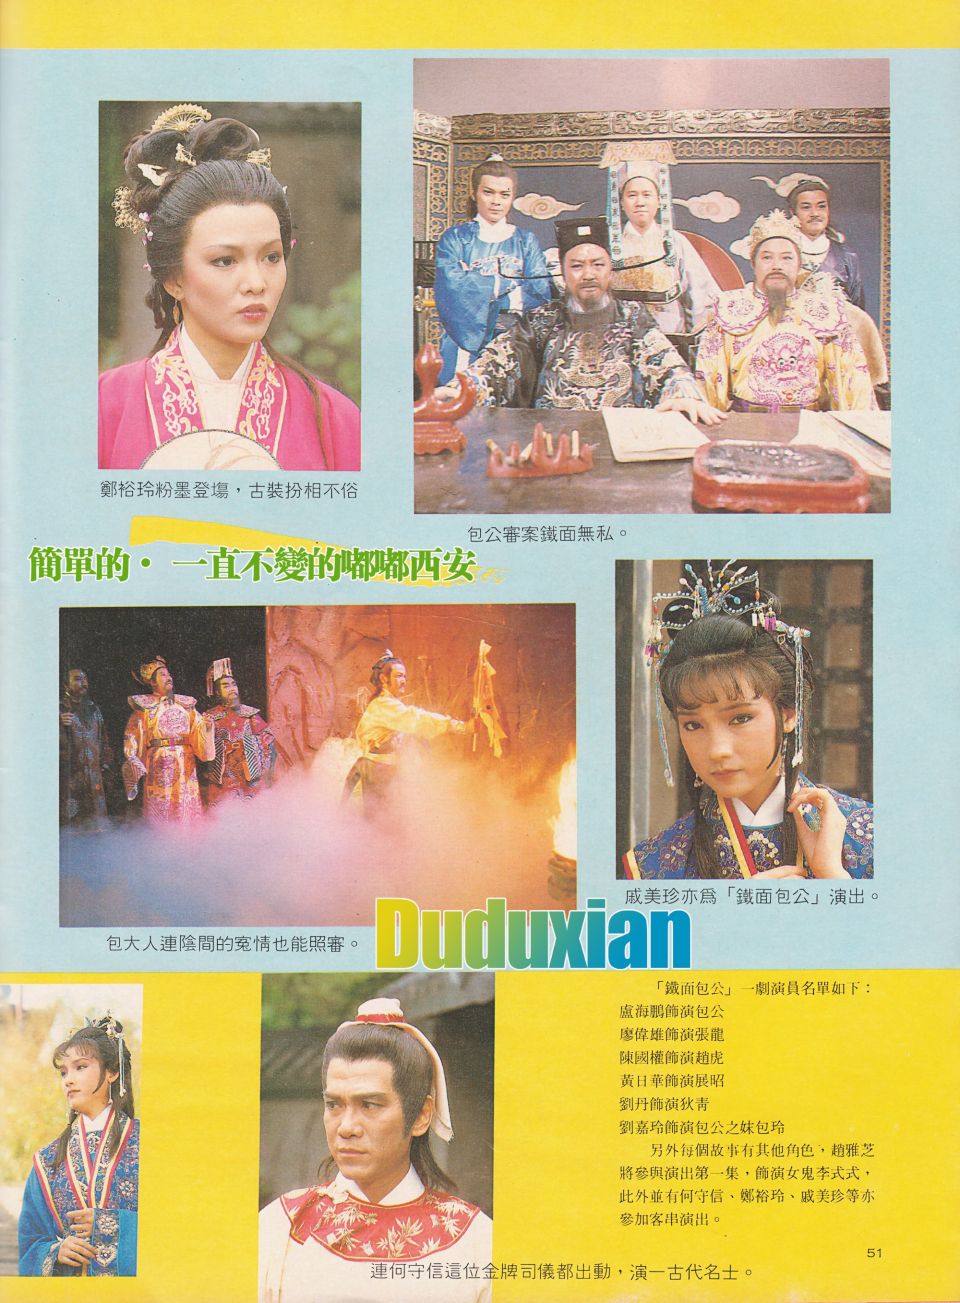 鄭裕玲粉墨登場，古裝扮相不俗
包公審案鐵面無私。
簡單的・一直不變的嘟嘟西安
戚美珍亦爲「鐵面包公」演出。
包大人連陰間的寃情也能照審。
Duduxian
「鐵面包公」一劇演員名單如下：
盧海鵬飾演包公
廖偉雄飾演張龍
陳國權飾演趙虎
黃日華飾演展昭
劉丹飾演狄靑
劉嘉玲飾演包公之妹包玲
另外每個故事有其他角色，趙雅芝
將參與演出第一集，飾演女鬼李式式，
此外並有何守信、鄭裕玲、戚美珍等亦
參加客串演出。
51
連何守信這位金牌司儀都出動，演一古代名士。